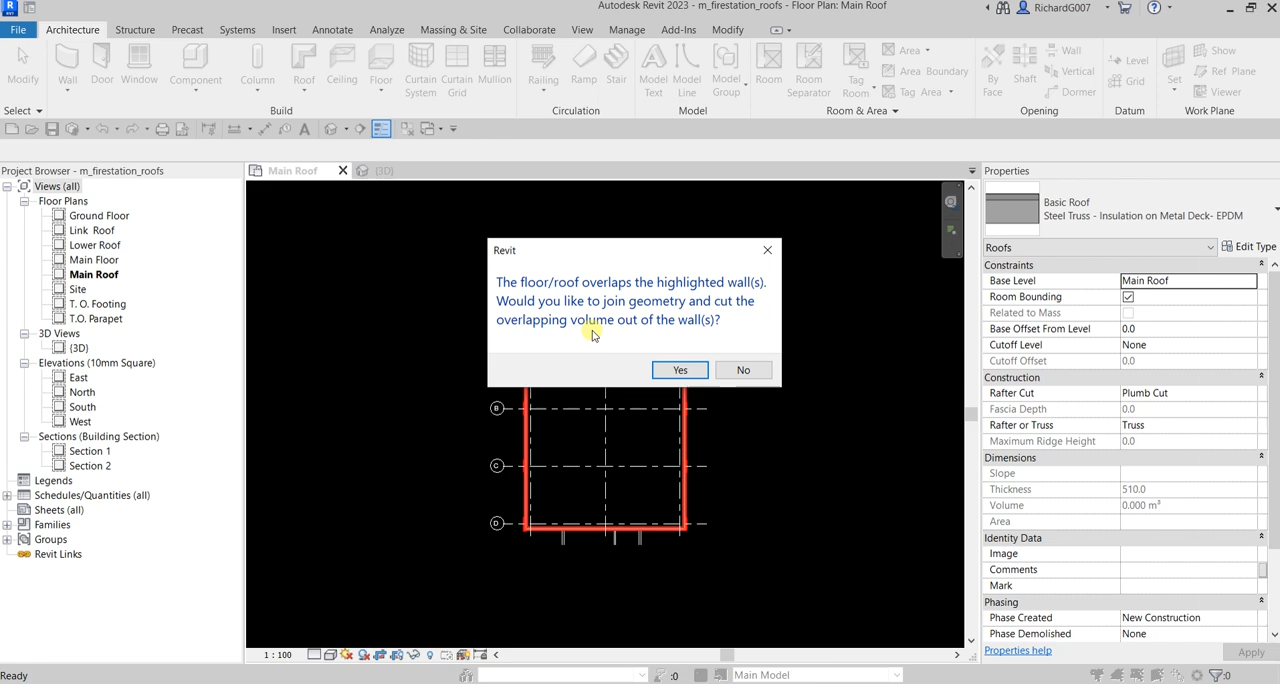 Autodesk Revit 2023 - m_firestation_roofs - Floor Plan: Main Roof
RichardG007
File Architecture Structure Precast Systems Insert Annotate Analyze Massing & Site Collaborate View Manage Add-Ins Modify
Modify Wall Door Window Component Column Roof Ceiling Floor Curtain System Curtain Grid Mullion Railing Ramp Stair Model Text Model Line Model Group Room Room Separator Tag Room By Face Shaft Set
Area
Area Boundary
Tag Area
Wall
Vertical
Dormer
Level
Grid
Show
Ref Plane
Viewer
Select Build Circulation Model Room & Area Opening Datum Work Plane
Project Browser - m_firestation_roofs
Views (all)
Floor Plans
Ground Floor
Link Roof
Lower Roof
Main Floor
Main Roof
Site
T. O. Footing
T.O. Parapet
3D Views
{3D}
Elevations (10mm Square)
East
North
South
West
Sections (Building Section)
Section 1
Section 2
Legends
Schedules/Quantities (all)
Sheets (all)
Families
Groups
Revit Links
Main Roof {3D}
Revit
The floor/roof overlaps the highlighted wall(s).
Would you like to join geometry and cut the
overlapping volume out of the wall(s)?
Yes No
B
C
D
1 : 100
Properties
Basic Roof
Steel Truss - Insulation on Metal Deck- EPDM
Roofs Edit Type
Constraints
Base Level Main Roof
Room Bounding
Related to Mass
Base Offset From Level 0.0
Cutoff Level None
Cutoff Offset 0.0
Construction
Rafter Cut Plumb Cut
Fascia Depth 0.0
Rafter or Truss Truss
Maximum Ridge Height 0.0
Dimensions
Slope
Thickness 510.0
Volume 0.000 m³
Area
Identity Data
Image
Comments
Mark
Phasing
Phase Created New Construction
Phase Demolished None
Properties help Apply
Ready :0 Main Model :0